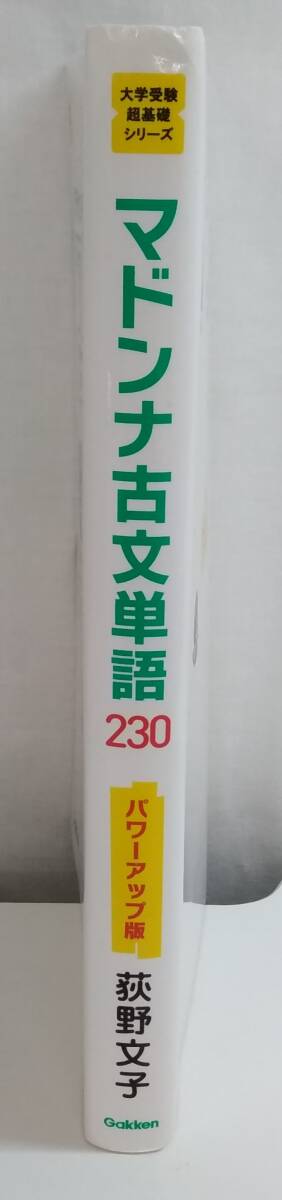 大学受験
超基礎
シリーズ
マドンナ古文単語
230
パワーアップ版
荻野文子
Gakken